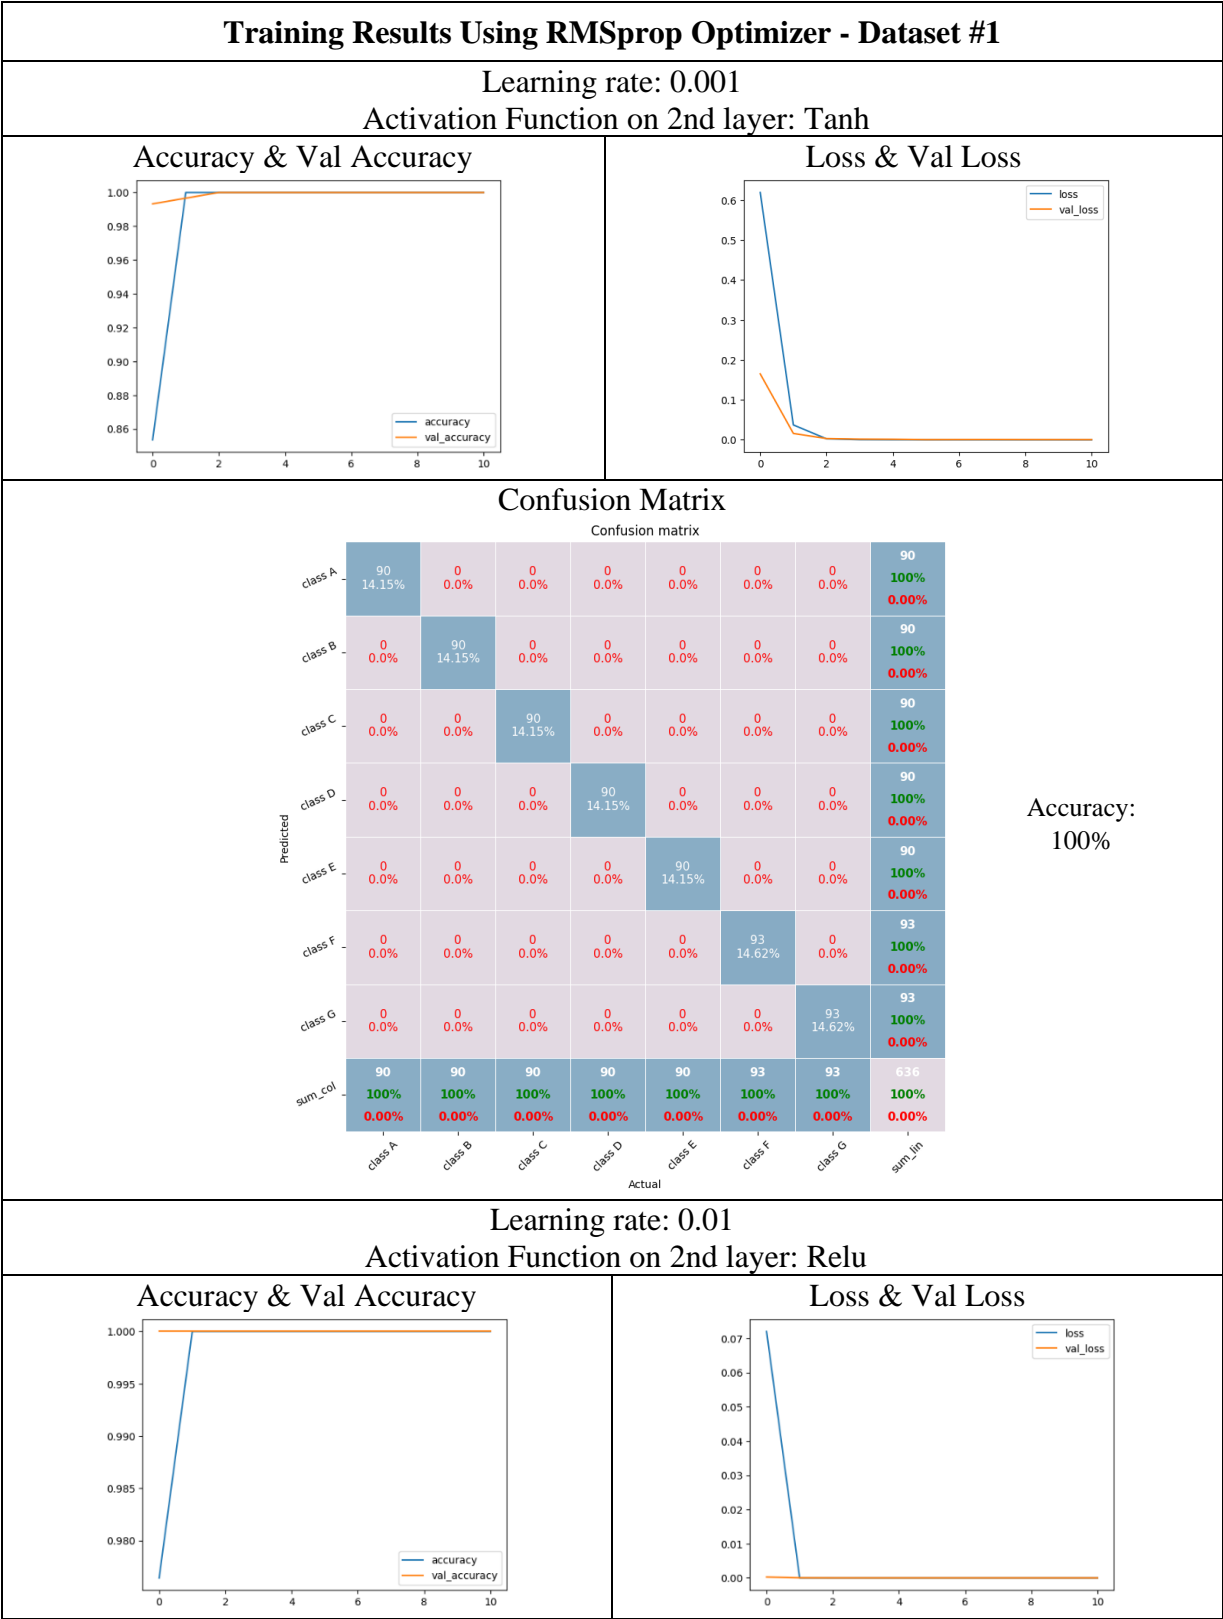 Training Results Using RMSprop Optimizer - Dataset #1
Learning rate: 0.001
Activation Function on 2nd layer: Tanh
Accuracy & Val Accuracy
1.00
0.98
0.96
0.94
0.92
0.90
0.88
0.86
accuracy
val_accuracy
0 2 4 6 8 10
Loss & Val Loss
0.6
0.5
0.4
0.3
0.2
0.1
0.0
loss
val_loss
0 2 4 6 8 10
Confusion Matrix
Confusion matrix
Predicted
class A 90 0 0 0 0 0 0 90
14.15% 0.0% 0.0% 0.0% 0.0% 0.0% 0.0% 100%
0.00%
class B 0 90 0 0 0 0 0 90
0.0% 14.15% 0.0% 0.0% 0.0% 0.0% 0.0% 100%
0.00%
class C 0 0 90 0 0 0 0 90
0.0% 0.0% 14.15% 0.0% 0.0% 0.0% 0.0% 100%
0.00%
class D 0 0 0 90 0 0 0 90
0.0% 0.0% 0.0% 14.15% 0.0% 0.0% 0.0% 100%
0.00%
class E 0 0 0 0 90 0 0 90
0.0% 0.0% 0.0% 0.0% 14.15% 0.0% 0.0% 100%
0.00%
class F 0 0 0 0 0 93 0 93
0.0% 0.0% 0.0% 0.0% 0.0% 14.62% 0.0% 100%
0.00%
class G 0 0 0 0 0 0 93 93
0.0% 0.0% 0.0% 0.0% 0.0% 0.0% 14.62% 100%
0.00%
sum_col 90 90 90 90 90 93 93 636
100% 100% 100% 100% 100% 100% 100% 100%
0.00% 0.00% 0.00% 0.00% 0.00% 0.00% 0.00% 0.00%
class A class B class C class D class E class F class G sum_lin
Actual
Accuracy:
100%
Learning rate: 0.01
Activation Function on 2nd layer: Relu
Accuracy & Val Accuracy
1.000
0.995
0.990
0.985
0.980
accuracy
val_accuracy
0 2 4 6 8 10
Loss & Val Loss
0.07
0.06
0.05
0.04
0.03
0.02
0.01
0.00
loss
val_loss
0 2 4 6 8 10